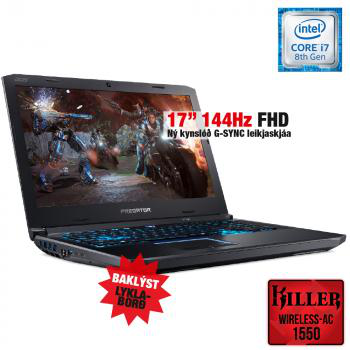 intel
CORE i7
8th Gen
acer
17” 144Hz FHD
Ný kynslóð G-SYNC leikjaskjáa
PREDATOR
BAKLÝST
LYKLA-
BORÐ
KILLER
WIRELESS-AC
1550